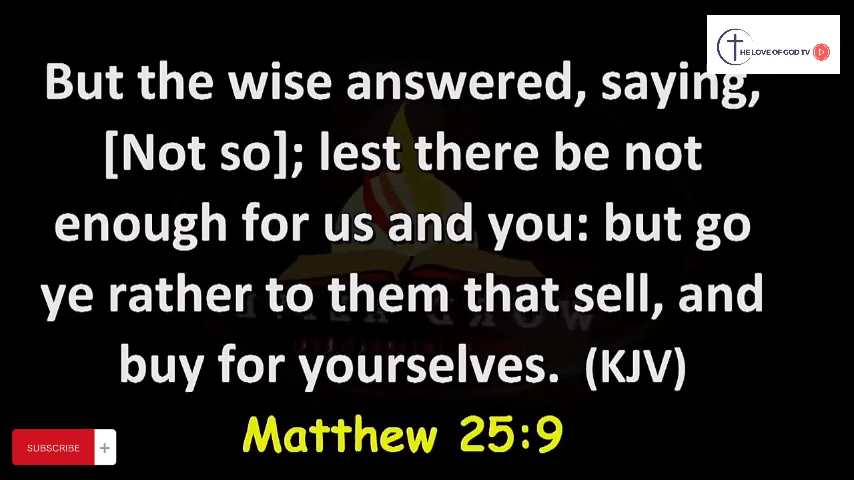 THE LOVE OF GOD TV
But the wise answered, saying,
[Not so]; lest there be not
enough for us and you: but go
ye rather to them that sell, and
buy for yourselves. (KJV)
Matthew 25:9
SUBSCRIBE +